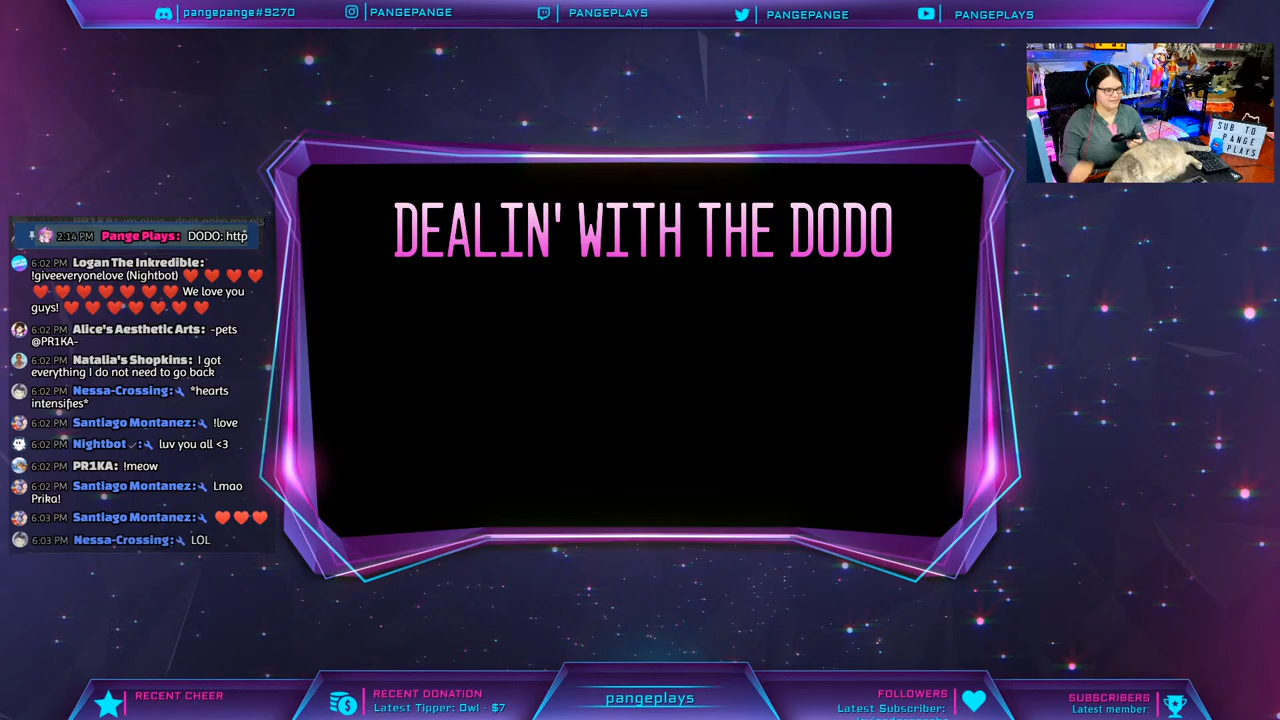 pangepange#9270
PANGEPANGE
PANGEPLAYS
PANGEPANGE
PANGEPLAYS
SUB TO
PANGE
PLAYS
DEALIN' WITH THE DODO
2:14 PM Pange Plays: DODO: http
6:02 PM Logan The Inkredible:
!giveeveryonelove (Nightbot) ❤ ❤ ❤ ❤
❤ ❤ ❤ ❤ ❤ ❤ ❤ We love you
guys! ❤ ❤ ❤ ❤ ❤ ❤ ❤
6:02 PM Alice's Aesthetic Arts: -pets
@PR1KA-
6:02 PM Natalia's Shopkins: I got
everything I do not need to go back
6:02 PM Nessa-Crossing: *hearts
intensifies*
6:02 PM Santiago Montanez: !love
6:02 PM Nightbot ✓: luv you all <3
6:02 PM PR1KA: !meow
6:02 PM Santiago Montanez: Lmao
Prika!
6:03 PM Santiago Montanez: ❤ ❤ ❤
6:03 PM Nessa-Crossing: LOL
RECENT CHEER
RECENT DONATION
Latest Tipper: Owl - $7
pangeplays
FOLLOWERS
Latest Subscriber:
SUBSCRIBERS
Latest member: